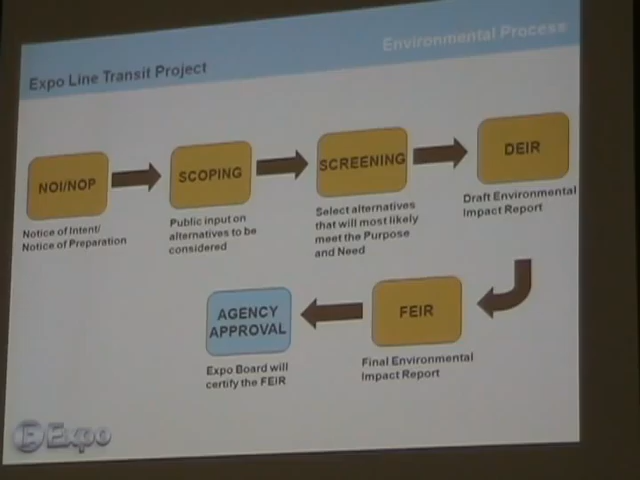 Environmental Process
Expo Line Transit Project
NOI/NOP
SCOPING
SCREENING
DEIR
Notice of Intent/
Notice of Preparation
Public input on
alternatives to be
considered
Select alternatives
that will most likely
meet the Purpose
and Need
Draft Environmental
Impact Report
AGENCY
APPROVAL
FEIR
Expo Board will
certify the FEIR
Final Environmental
Impact Report
Expo